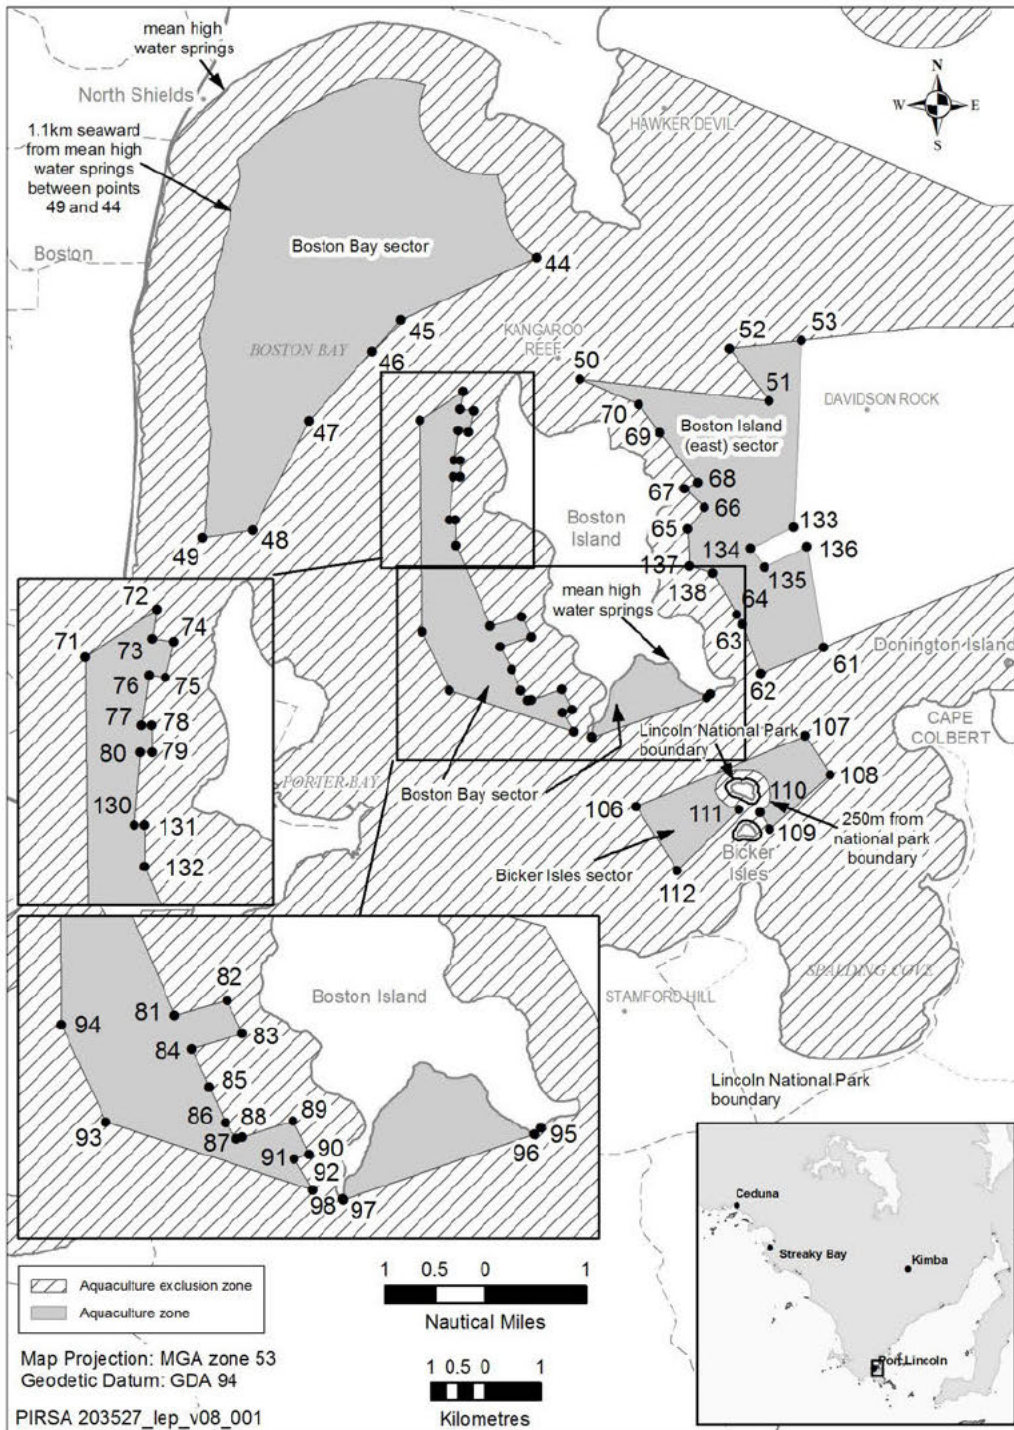 mean high
water springs
North Shields
1.1km seaward
from mean high
water springs
between points
49 and 44
Boston
HAWKER DEVIL
N
W
E
S
Boston Bay sector
44
45
46
BOSTON BAY
47
48
49
KANGAROO
REEF
50
52
53
51
DAVIDSON ROCK
70
69
Boston Island
(east) sector
68
67
66
65
133
134
136
135
137
138
64
63
62
61
Boston
Island
mean high
water springs
Donington Island
CAPE
COLBERT
Lincoln National Park
boundary
107
108
106
110
111
109
112
250m from
national park
boundary
Bicker Isles sector
Bicker
Isles
Boston Bay sector
PORTER BAY
SPALDING COVE
STAMFORD HILL
Lincoln National Park
boundary
72
71
73
74
76
75
77
78
80
79
130
131
132
Boston Island
82
81
94
83
84
85
86
88
89
93
87
90
91
92
95
96
98
97
Aquaculture exclusion zone
Aquaculture zone
1 0.5 0 1
Nautical Miles
1 0.5 0 1
Kilometres
Map Projection: MGA zone 53
Geodetic Datum: GDA 94
PIRSA 203527_lep_v08_001
Ceduna
Streaky Bay
Kimba
Port Lincoln